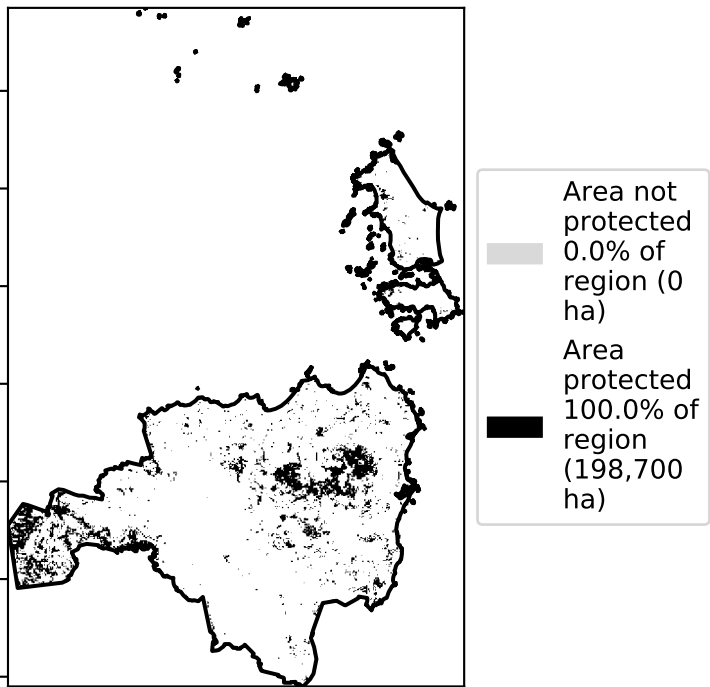 Area not
protected
0.0% of
region (0
ha)
Area
protected
100.0% of
region
(198,700
ha)